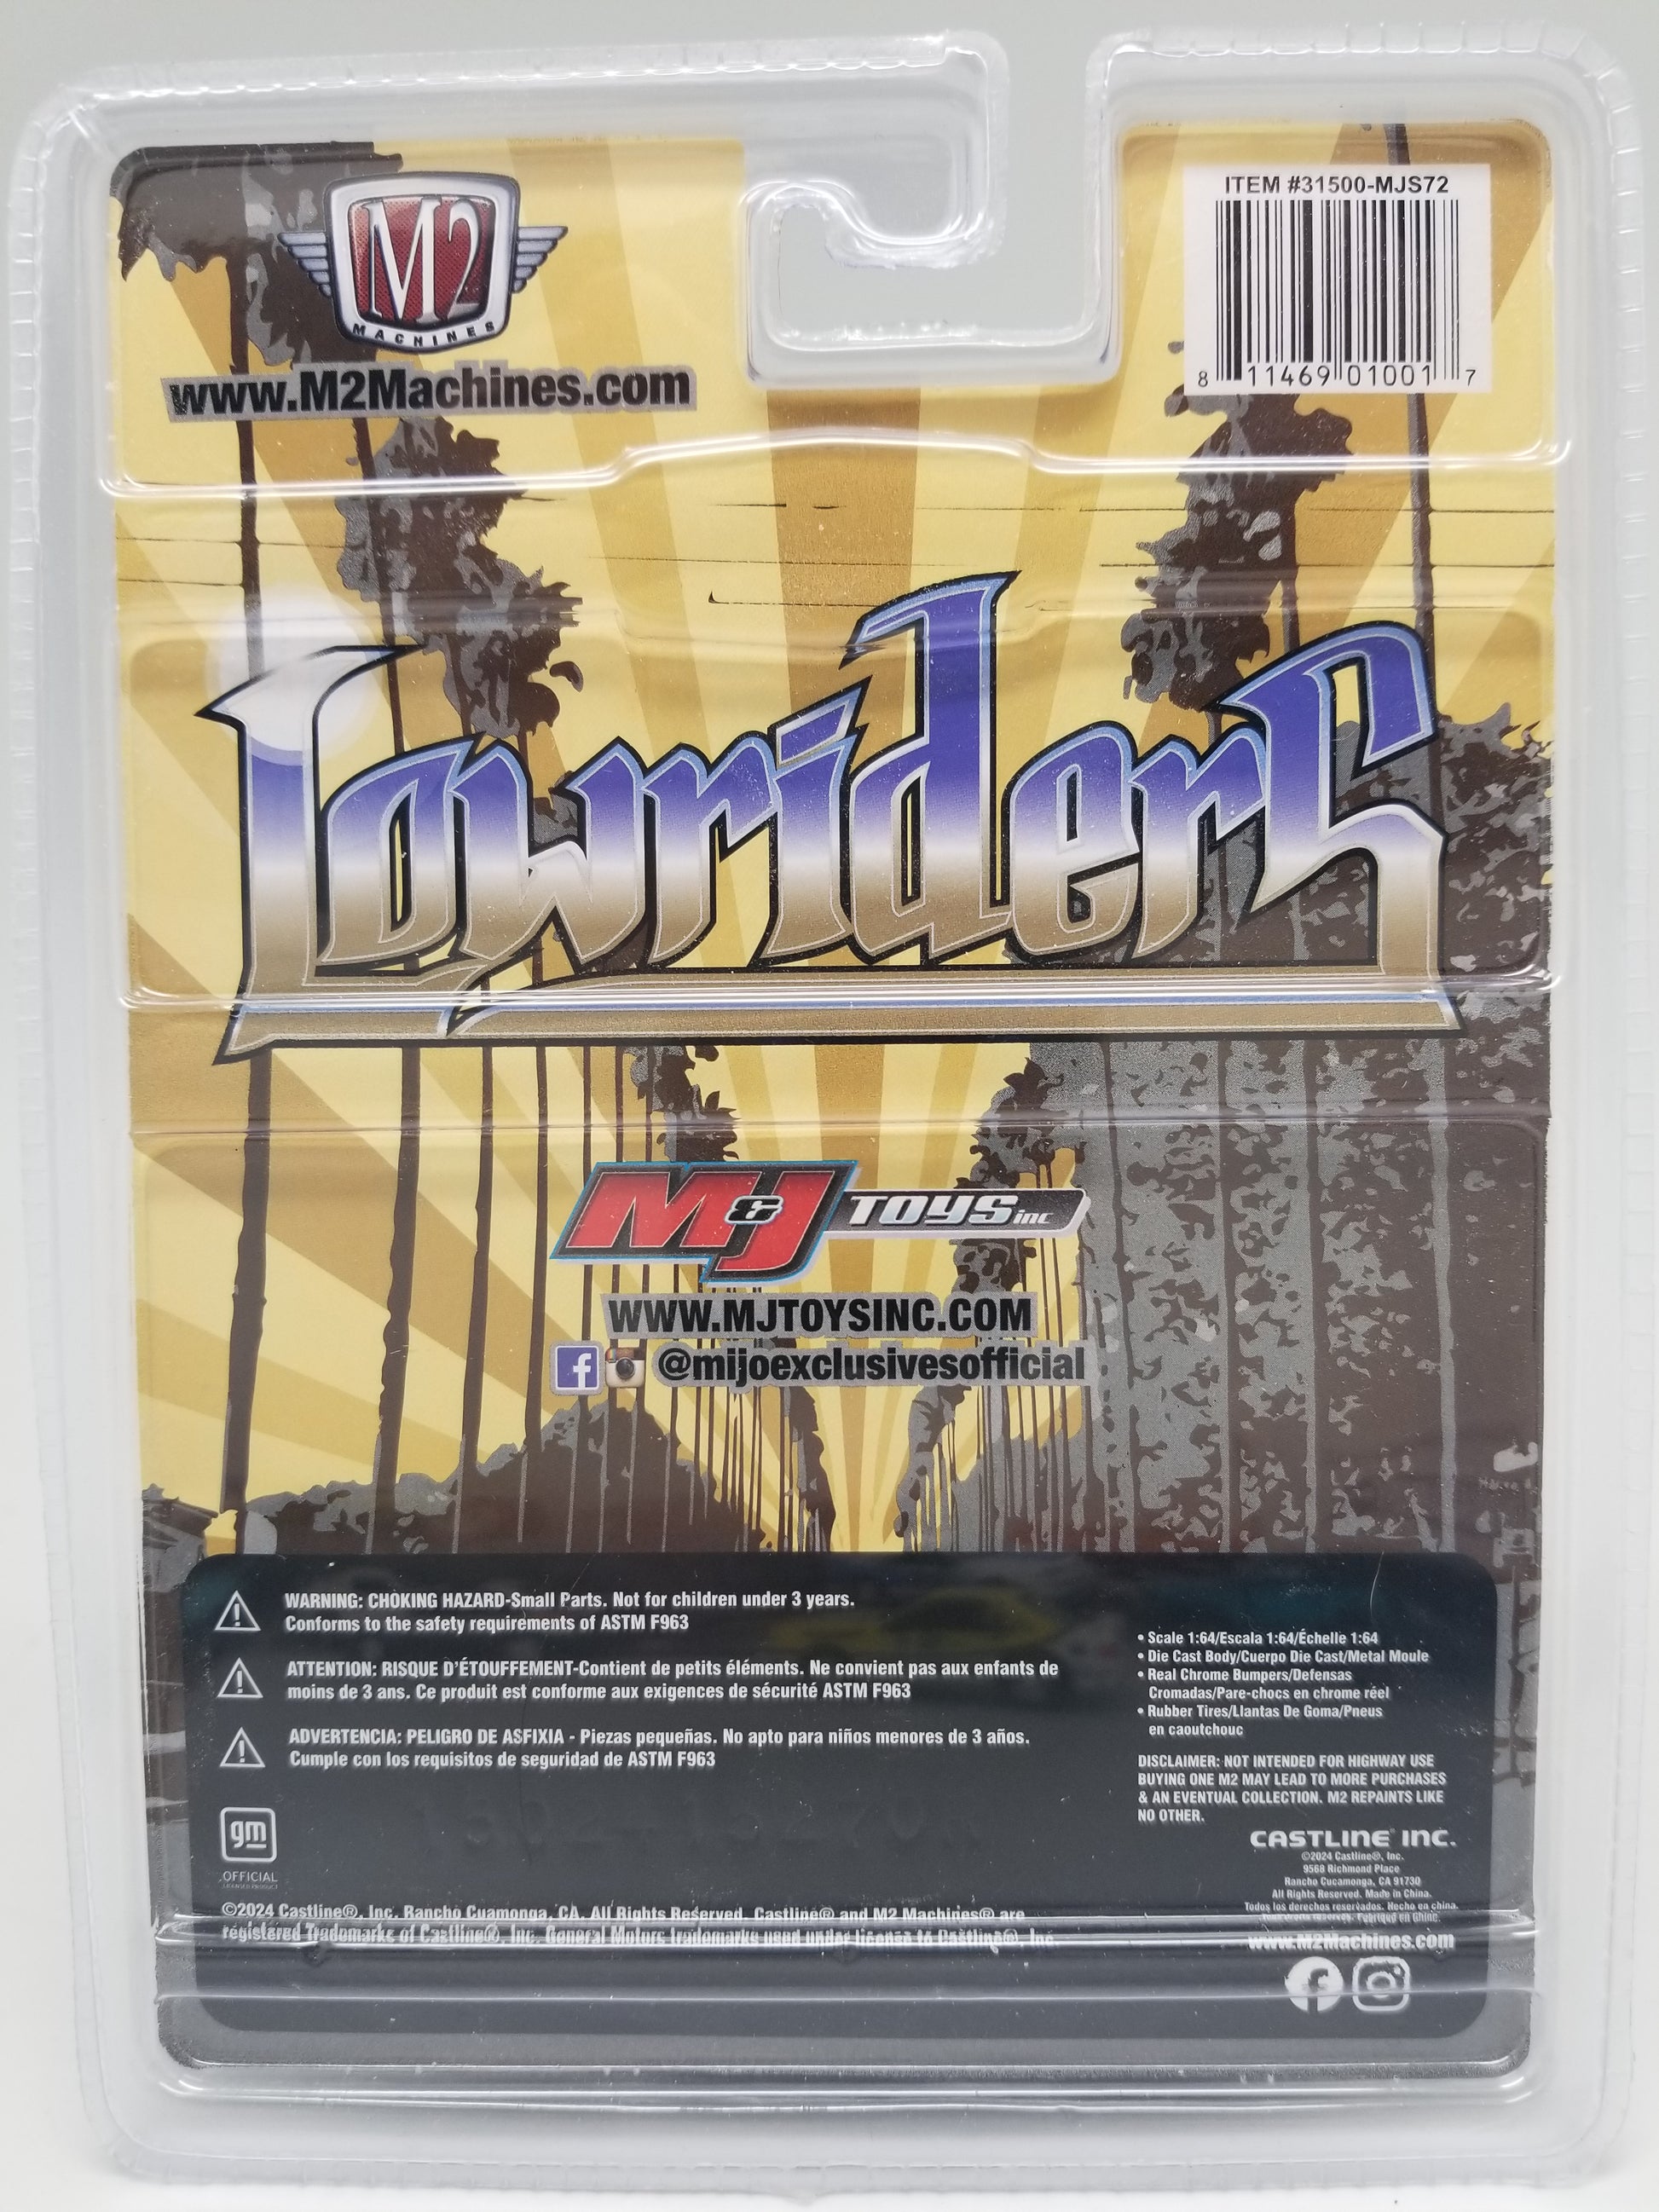 M2
MACHINES
www.M2Machines.com
ITEM #31500-MJS72
8 11469 01001 7
Lowriders
M&J TOYS inc
WWW.MJTOYSINC.COM
@mijoexclusivesofficial
WARNING: CHOKING HAZARD-Small Parts. Not for children under 3 years.
Conforms to the safety requirements of ASTM F963
ATTENTION: RISQUE D'ÉTOUFFEMENT-Contient de petits éléments. Ne convient pas aux enfants de
moins de 3 ans. Ce produit est conforme aux exigences de sécurité ASTM F963
ADVERTENCIA: PELIGRO DE ASFIXIA - Piezas pequeñas. No apto para niños menores de 3 años.
Cumple con los requisitos de seguridad de ASTM F963
gm
OFFICIAL
LICENSED PRODUCT
©2024 Castline®, Inc. Rancho Cuamonga, CA. All Rights Reserved. Castline® and M2 Machines® are
registered Trademarks of Castline®, Inc. General Motors trademarks used under license to Castline®, Inc.
• Scale 1:64/Escala 1:64/Échelle 1:64
• Die Cast Body/Cuerpo Die Cast/Metal Moule
• Real Chrome Bumpers/Defensas
Cromadas/Pare-chocs en chrome réel
• Rubber Tires/Llantas De Goma/Pneus
en caoutchouc
DISCLAIMER: NOT INTENDED FOR HIGHWAY USE
BUYING ONE M2 MAY LEAD TO MORE PURCHASES
& AN EVENTUAL COLLECTION. M2 REPAINTS LIKE
NO OTHER.
CASTLINE® INC.
©2024 Castline®, Inc.
9568 Richmond Place
Rancho Cucamonga, CA 91730
All Rights Reserved. Made in China.
Todos los derechos reservados. Hecho en china.
www.M2Machines.com